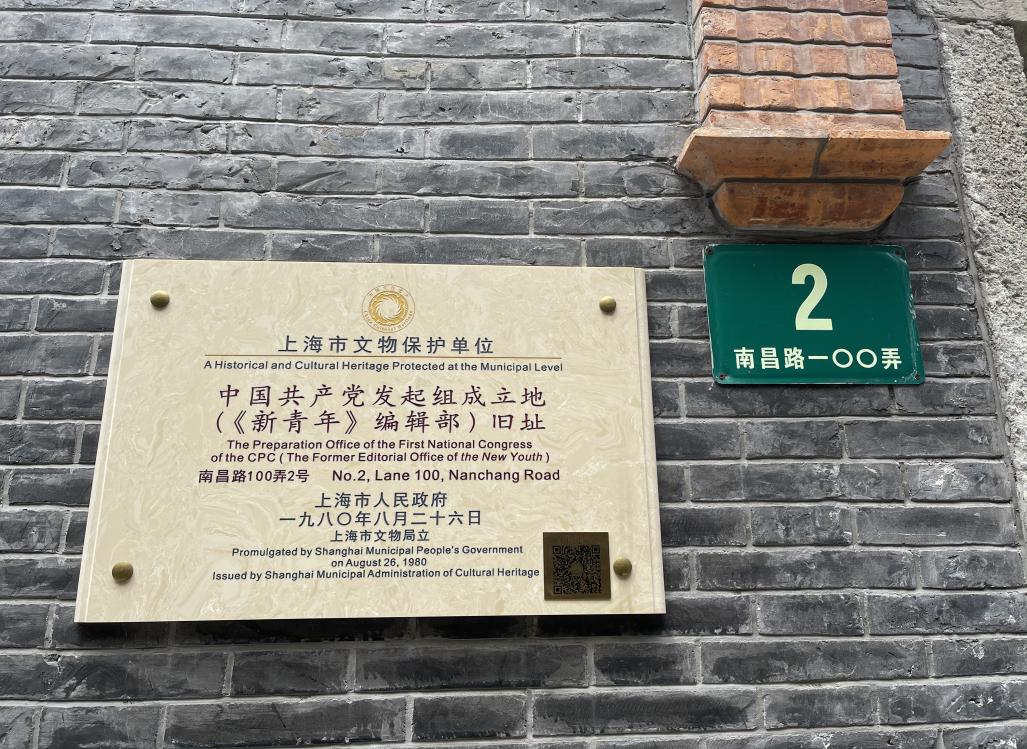 上海市文物保护单位
A Historical and Cultural Heritage Protected at the Municipal Level
中国共产党发起组成立地
(《新青年》编辑部) 旧址
The Preparation Office of the First National Congress
of the CPC ( The Former Editorial Office of the New Youth )
南昌路100弄2号 No.2, Lane 100, Nanchang Road
上海市人民政府
一九八〇年八月二十六日
上海市文物局立
Promulgated by Shanghai Municipal People's Government
on August 26, 1980
Issued by Shanghai Municipal Administration of Cultural Heritage
2
南昌路一〇〇弄